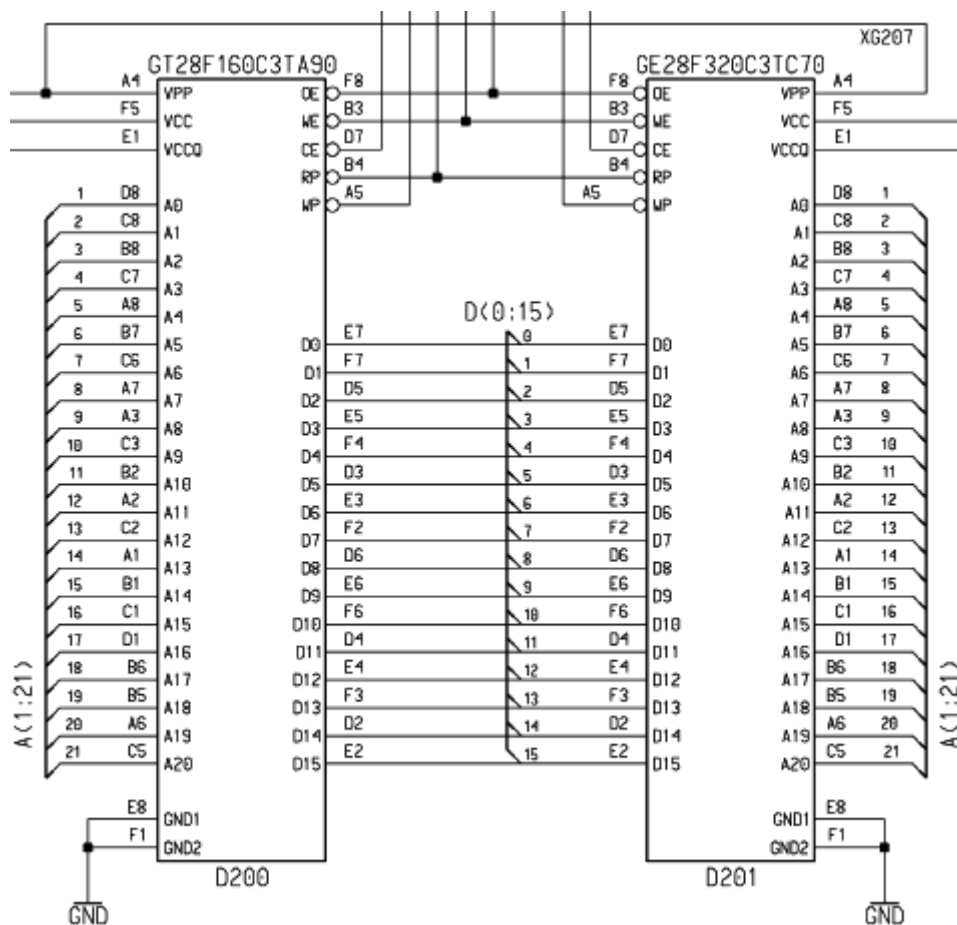 XG207
GT28F160C3TA90 GE28F320C3TC70
A4 VPP OE F8 F8 OE VPP A4
F5 VCC WE B3 B3 WE VCC F5
E1 VCCQ CE D7 D7 CE VCCQ E1
RP B4 B4 RP
WP A5 A5 WP
1 D8 A0 A0 D8 1
2 C8 A1 A1 C8 2
3 B8 A2 A2 B8 3
4 C7 A3 A3 C7 4
5 A8 A4 A4 A8 5
D(0:15)
6 B7 A5 D0 E7 0 E7 D0 A5 B7 6
7 C6 A6 D1 F7 1 F7 D1 A6 C6 7
8 A7 A7 D2 D5 2 D5 D2 A7 A7 8
9 A3 A8 D3 E5 3 E5 D3 A8 A3 9
10 C3 A9 D4 F4 4 F4 D4 A9 C3 10
11 B2 A10 D5 D3 5 D3 D5 A10 B2 11
12 A2 A11 D6 E3 6 E3 D6 A11 A2 12
13 C2 A12 D7 F2 7 F2 D7 A12 C2 13
14 A1 A13 D8 D6 8 D6 D8 A13 A1 14
15 B1 A14 D9 E6 9 E6 D9 A14 B1 15
16 C1 A15 D10 F6 10 F6 D10 A15 C1 16
17 D1 A16 D11 D4 11 D4 D11 A16 D1 17
18 B6 A17 D12 E4 12 E4 D12 A17 B6 18
19 B5 A18 D13 F3 13 F3 D13 A18 B5 19
20 A6 A19 D14 D2 14 D2 D14 A19 A6 20
21 C5 A20 D15 E2 15 E2 D15 A20 C5 21
A(1:21) A(1:21)
E8 GND1 GND1 E8
F1 GND2 GND2 F1
D200 D201
GND GND